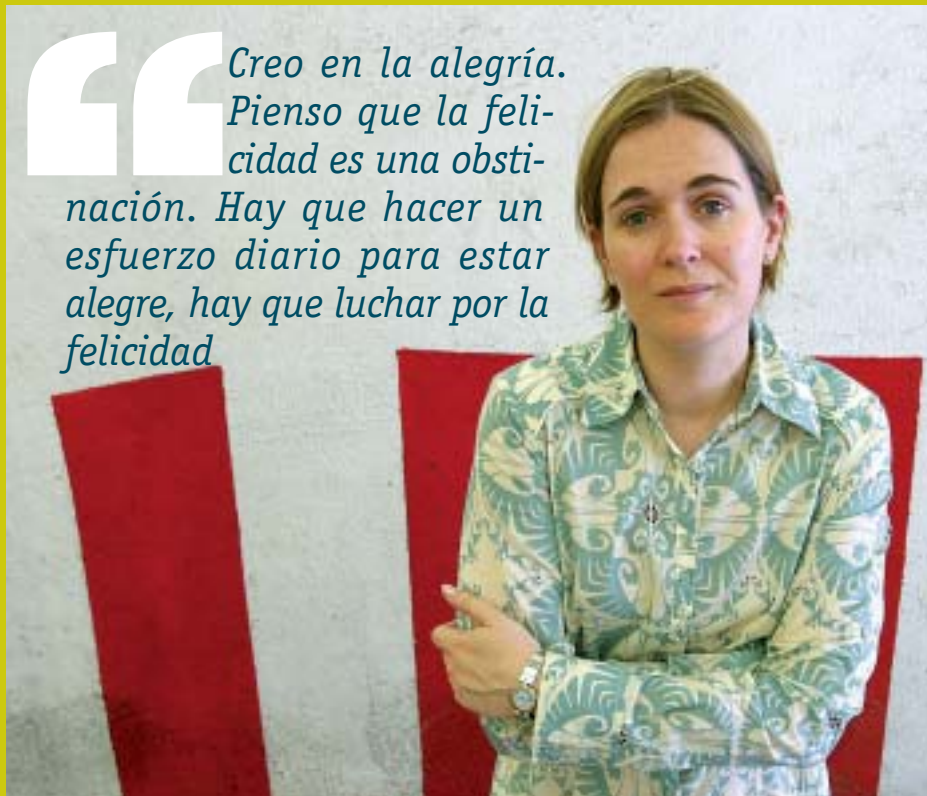 Creo en la alegría.
Pienso que la feli-
cidad es una obsti-
nación. Hay que hacer un
esfuerzo diario para estar
alegre, hay que luchar por la
felicidad